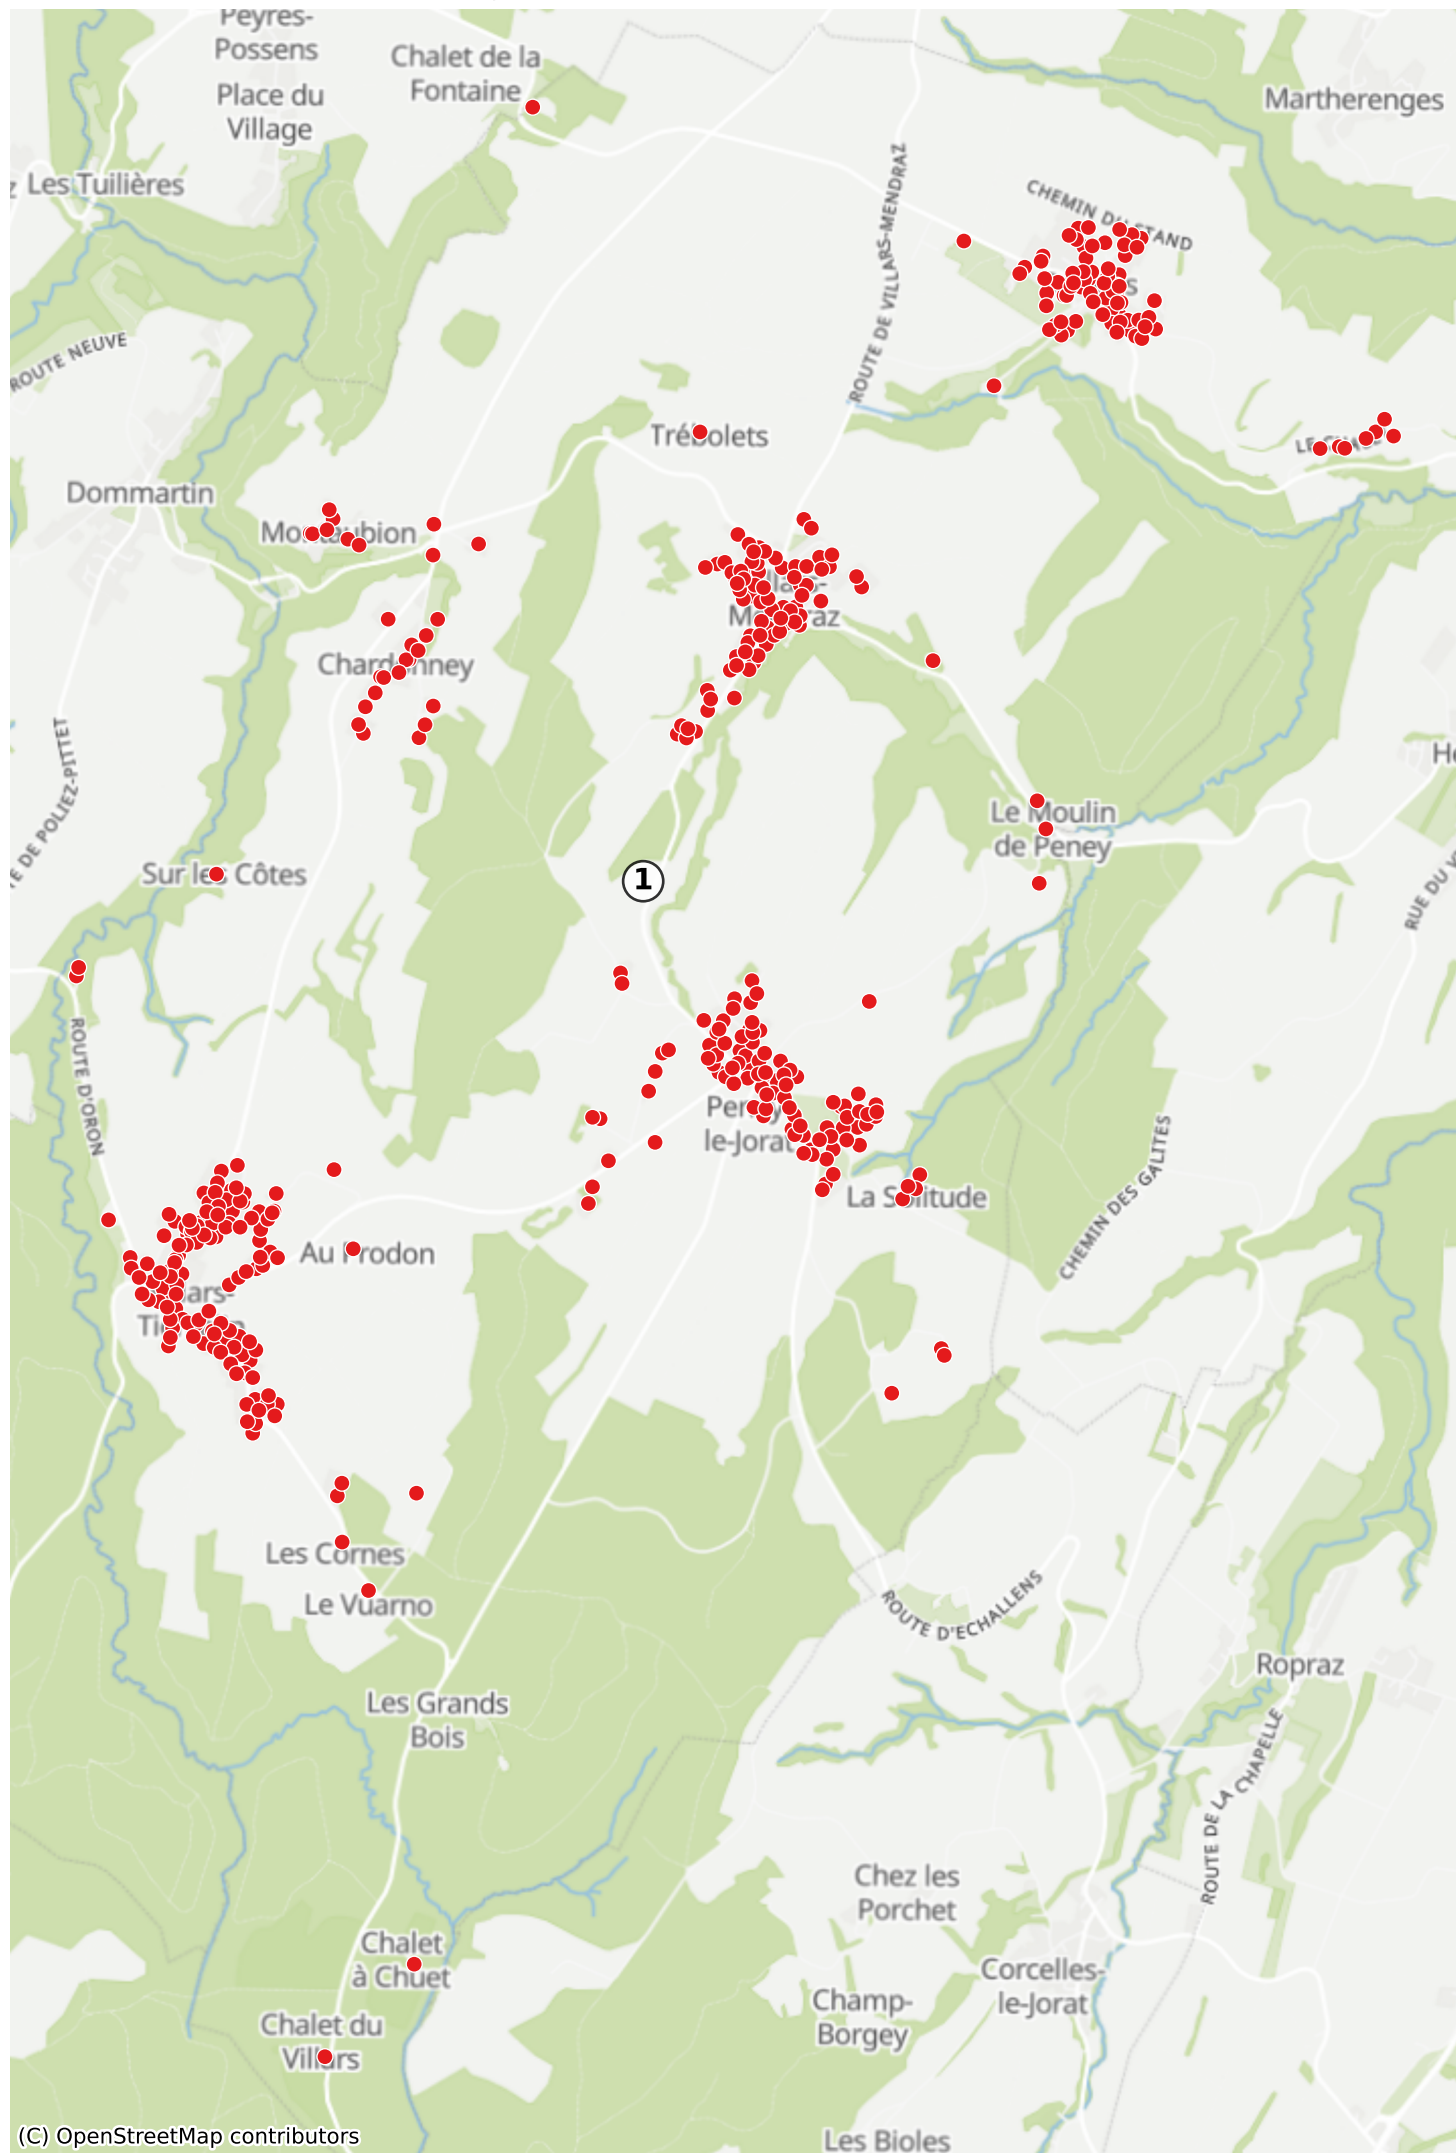 Peyres-
Possens
Chalet de la
Fontaine
Place du
Village
Martherenges
Les Tuilières
CHEMIN DU STAND
ROUTE DE VILLARS-MENDRAZ
ROUTE NEUVE
Trébolets
Dommartin
Montaubion
Mendraz
Chardonney
Le Moulin
de Peney
TE DE POLIEZ-PITTET
Sur les Côtes
1
RUE DU
ROUTE D'ORON
Peney-
le-Jorat
La Solitude
CHEMIN DES GALITES
Au Prodon
Les Cornes
Le Vuarno
ROUTE D'ECHALLENS
Ropraz
Les Grands
Bois
ROUTE DE LA CHAPELLE
Chez les
Porchet
Chalet
à Chuet
Corcelles-
le-Jorat
Champ-
Borgey
Chalet du
Villars
(C) OpenStreetMap contributors
Les Bioles